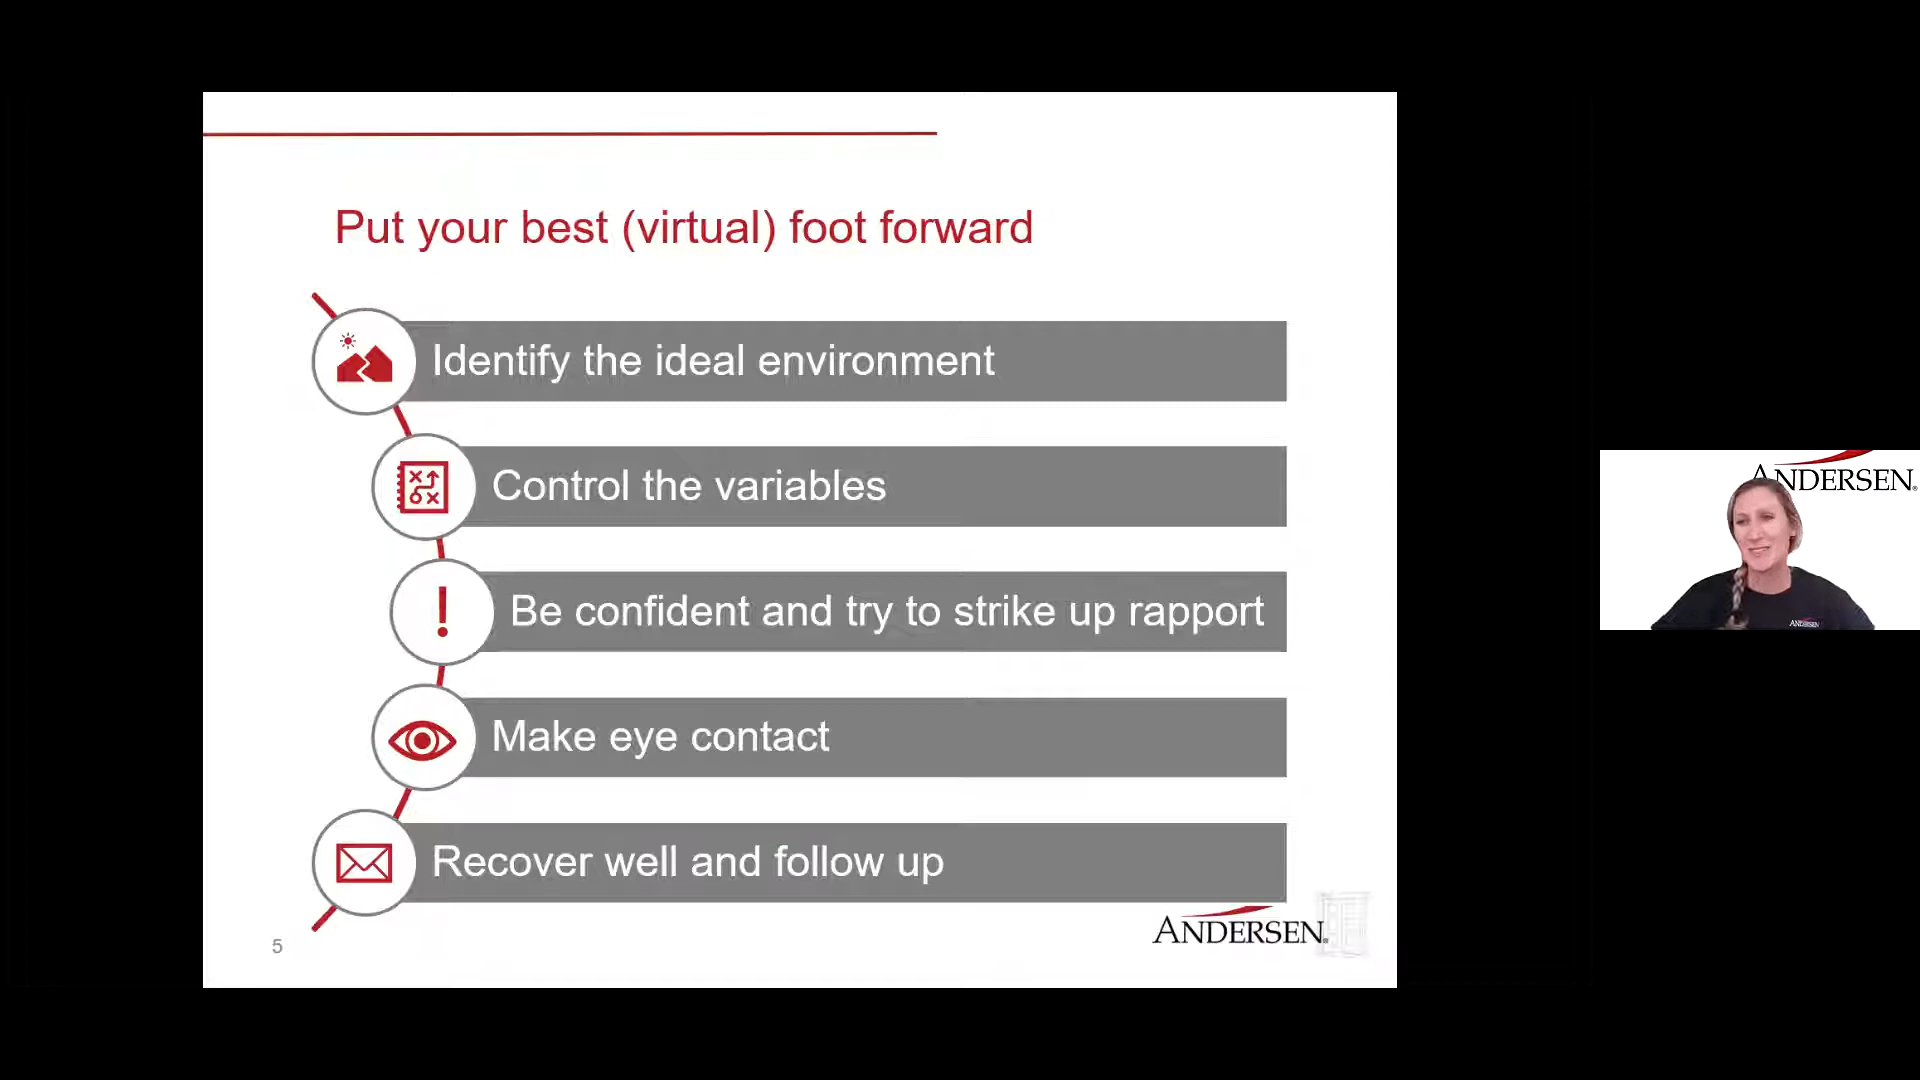 Put your best (virtual) foot forward
Identify the ideal environment
Control the variables
Be confident and try to strike up rapport
Make eye contact
Recover well and follow up
5
ANDERSEN®
ANDERSEN®
ANDERSEN